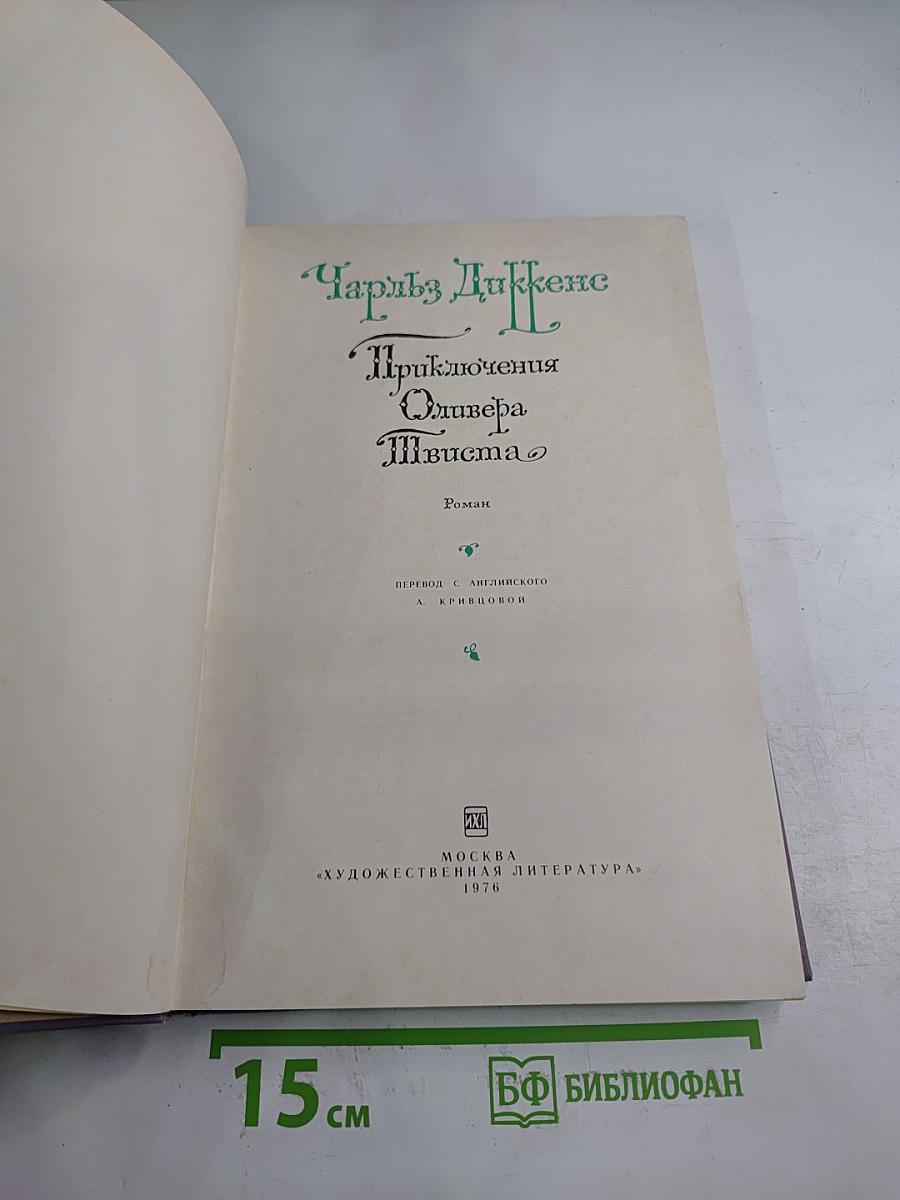 Чарльз Диккенс
Приключения
Оливера
Твиста
Роман
ПЕРЕВОД С АНГЛИЙСКОГО
А. КРИВЦОВОЙ
ИХЛ
МОСКВА
«ХУДОЖЕСТВЕННАЯ ЛИТЕРАТУРА»
1976
15 см
БФ БИБЛИОФАН